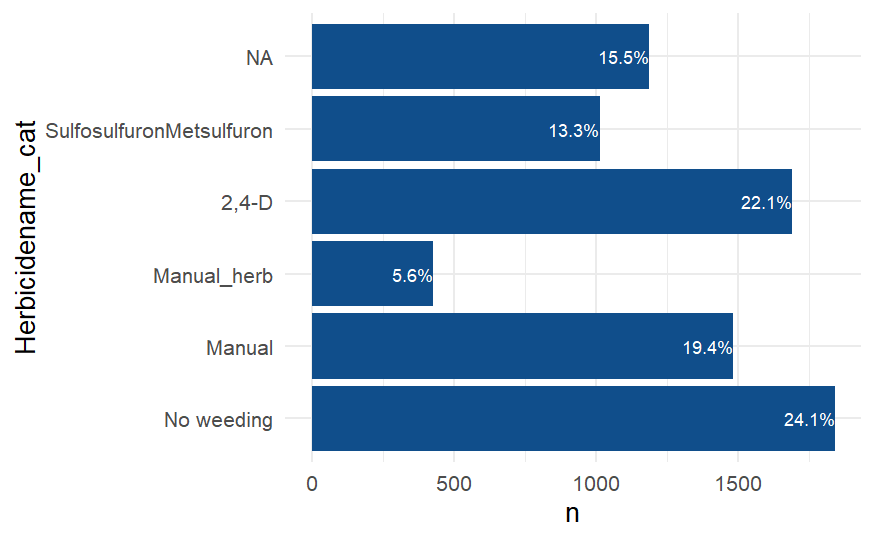 NA
15.5%
SulfosulfuronMetsulfuron
13.3%
2,4-D
22.1%
Manual_herb
5.6%
Manual
19.4%
No weeding
24.1%
Herbicidename_cat
0 500 1000 1500
n